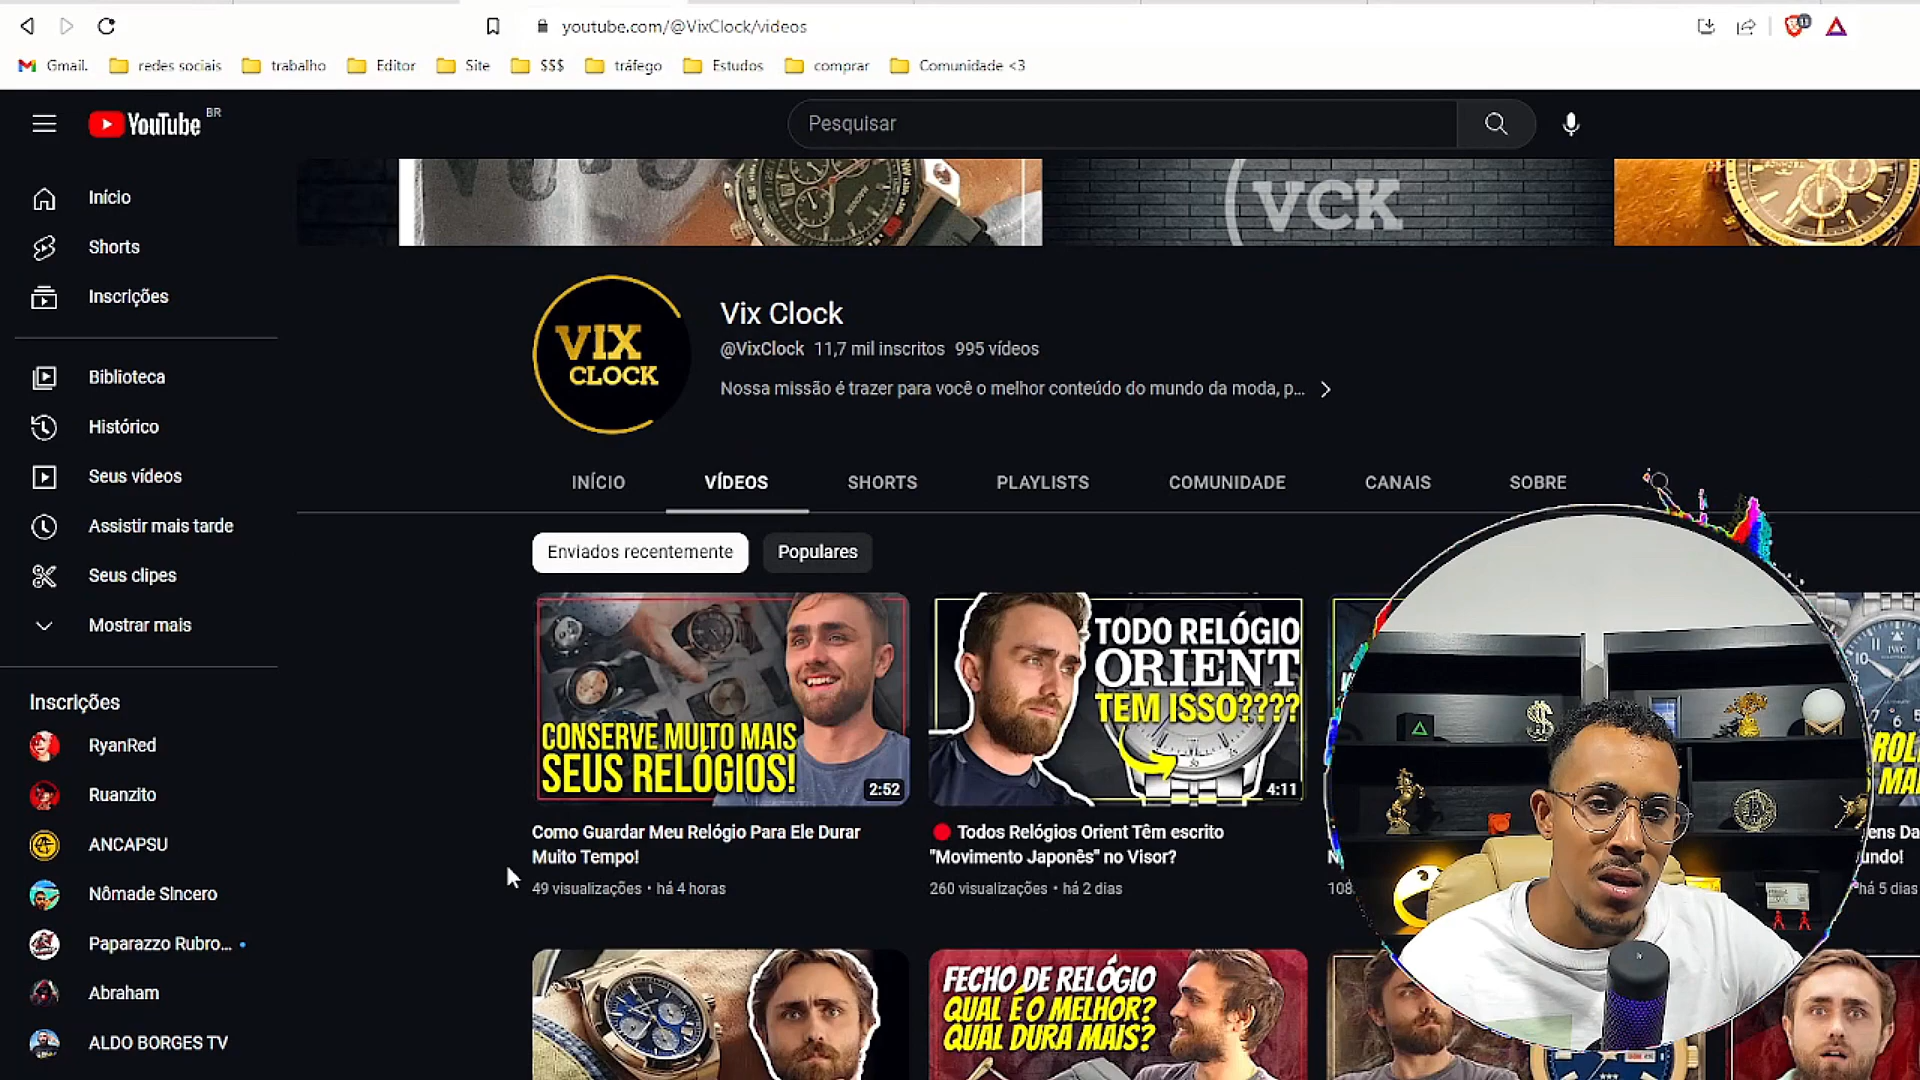 youtube.com/@VixClock/videos
Gmail.
redes sociais
trabalho
Editor
Site
$$$
tráfego
Estudos
comprar
Comunidade <3
YouTube BR
Pesquisar
VCK
Início
Shorts
Inscrições
Biblioteca
Histórico
Seus vídeos
Assistir mais tarde
Seus clipes
Mostrar mais
Inscrições
RyanRed
Ruanzito
ANCAPSU
Nômade Sincero
Paparazzo Rubro...
Abraham
ALDO BORGES TV
VIX
CLOCK
Vix Clock
@VixClock 11,7 mil inscritos 995 vídeos
Nossa missão é trazer para você o melhor conteúdo do mundo da moda, p...
INÍCIO
VÍDEOS
SHORTS
PLAYLISTS
COMUNIDADE
CANAIS
SOBRE
Enviados recentemente
Populares
CONSERVE MUITO MAIS
SEUS RELÓGIOS!
2:52
Como Guardar Meu Relógio Para Ele Durar
Muito Tempo!
49 visualizações • há 4 horas
TODO RELÓGIO
ORIENT
TEM ISSO????
4:11
Todos Relógios Orient Têm escrito
"Movimento Japonês" no Visor?
260 visualizações • há 2 dias
108
IWC
há 5 dias
FECHO DE RELÓGIO
QUAL É O MELHOR?
QUAL DURA MAIS?